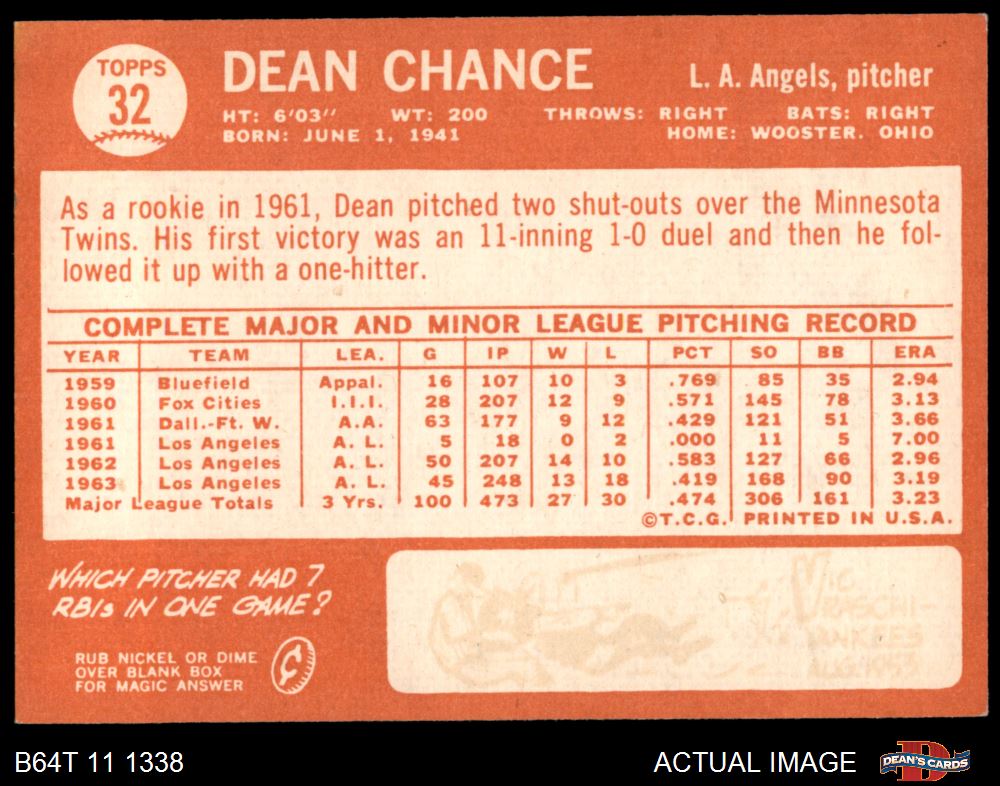 TOPPS
32
DEAN CHANCE
L. A. Angels, pitcher
HT: 6'03" WT: 200 THROWS: RIGHT BATS: RIGHT
BORN: JUNE 1, 1941 HOME: WOOSTER, OHIO
As a rookie in 1961, Dean pitched two shut-outs over the Minnesota
Twins. His first victory was an 11-inning 1-0 duel and then he fol-
lowed it up with a one-hitter.
COMPLETE MAJOR AND MINOR LEAGUE PITCHING RECORD
YEAR TEAM LEA. G IP W L PCT SO BB ERA
1959 Bluefield Appal. 16 107 10 3 .769 85 35 2.94
1960 Fox Cities I.I.I. 28 207 12 9 .571 145 78 3.13
1961 Dall.-Ft. W. A.A. 63 177 9 12 .429 121 51 3.66
1961 Los Angeles A. L. 5 18 0 2 .000 11 5 7.00
1962 Los Angeles A. L. 50 207 14 10 .583 127 66 2.96
1963 Los Angeles A. L. 45 248 13 18 .419 168 90 3.19
Major League Totals 3 Yrs. 100 473 27 30 .474 306 161 3.23
©T.C.G. PRINTED IN U.S.A.
WHICH PITCHER HAD 7
RBIs IN ONE GAME?
RUB NICKEL OR DIME
OVER BLANK BOX
FOR MAGIC ANSWER
¢
VIC
RASCHI-
YANKEES
AUG. 1953
B64T 11 1338
ACTUAL IMAGE
D
DEAN'S CARDS